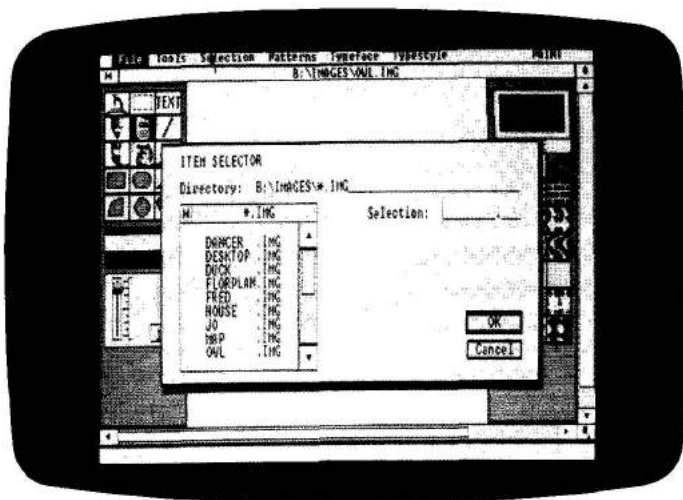 File Tools Selection Patterns Typeface Typestyle PAINT
B:\IMAGES\OWL.IMG
TEXT
ITEM SELECTOR
Directory: B:\IMAGES\*.IMG
*.IMG
Selection:
DANCER .IMG
DESKTOP .IMG
DUCK .IMG
FLORPLAN.IMG
FRED .IMG
HOUSE .IMG
JO .IMG
MAP .IMG
OWL .IMG
OK
Cancel